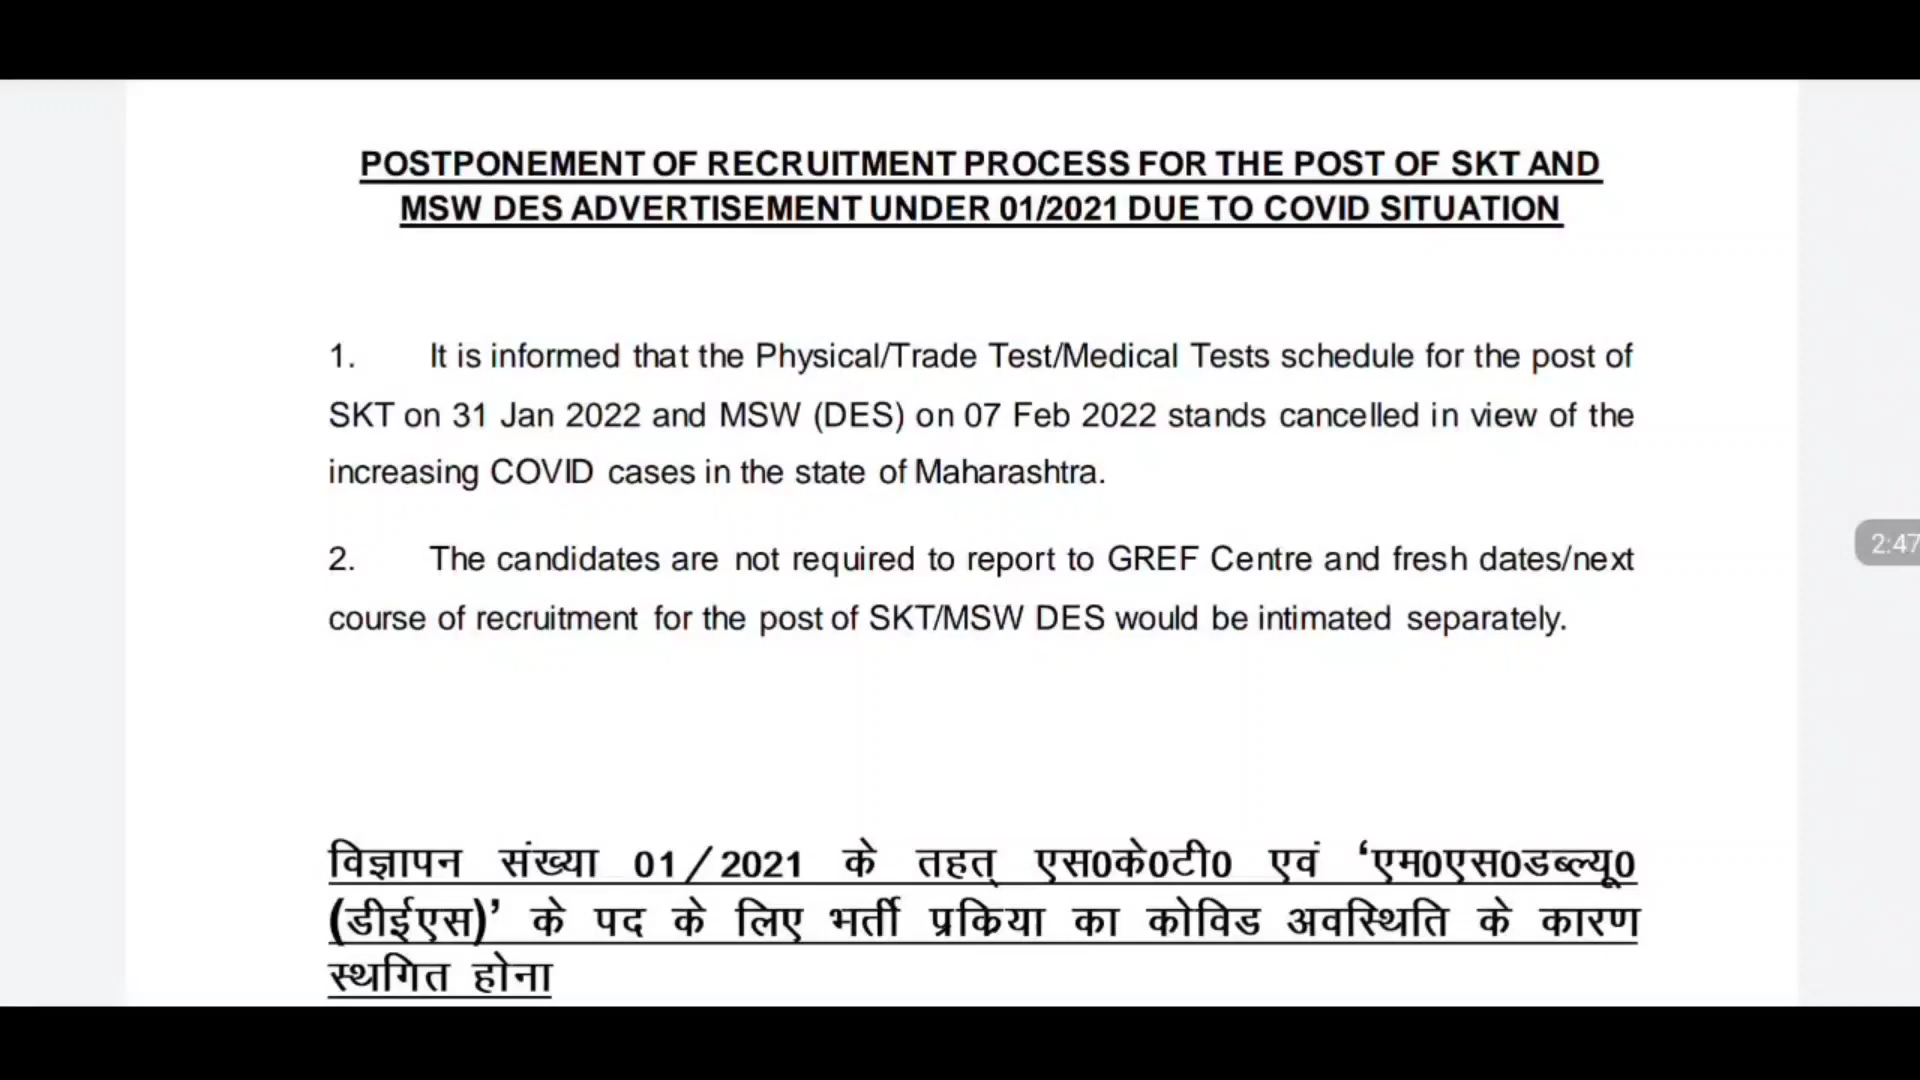 POSTPONEMENT OF RECRUITMENT PROCESS FOR THE POST OF SKT AND
MSW DES ADVERTISEMENT UNDER 01/2021 DUE TO COVID SITUATION
1. It is informed that the Physical/Trade Test/Medical Tests schedule for the post of
SKT on 31 Jan 2022 and MSW (DES) on 07 Feb 2022 stands cancelled in view of the
increasing COVID cases in the state of Maharashtra.
2. The candidates are not required to report to GREF Centre and fresh dates/next
course of recruitment for the post of SKT/MSW DES would be intimated separately.
2:47
विज्ञापन संख्या 01/2021 के तहत् एस0के0टी0 एवं ‘एम0एस0डब्ल्यू0
(डीईएस)’ के पद के लिए भर्ती प्रकिया का कोविड अवस्थिति के कारण
स्थगित होना